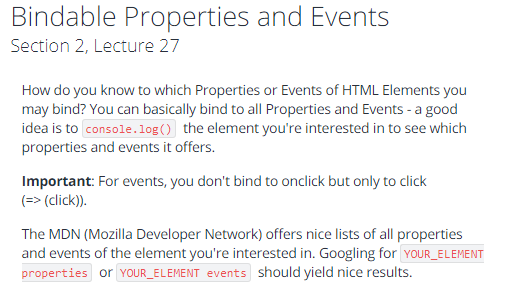 Bindable Properties and Events
Section 2, Lecture 27
How do you know to which Properties or Events of HTML Elements you
may bind? You can basically bind to all Properties and Events - a good
idea is to console.log() the element you're interested in to see which
properties and events it offers.
Important: For events, you don't bind to onclick but only to click
(=> (click)).
The MDN (Mozilla Developer Network) offers nice lists of all properties
and events of the element you're interested in. Googling for YOUR_ELEMENT
properties or YOUR_ELEMENT events should yield nice results.